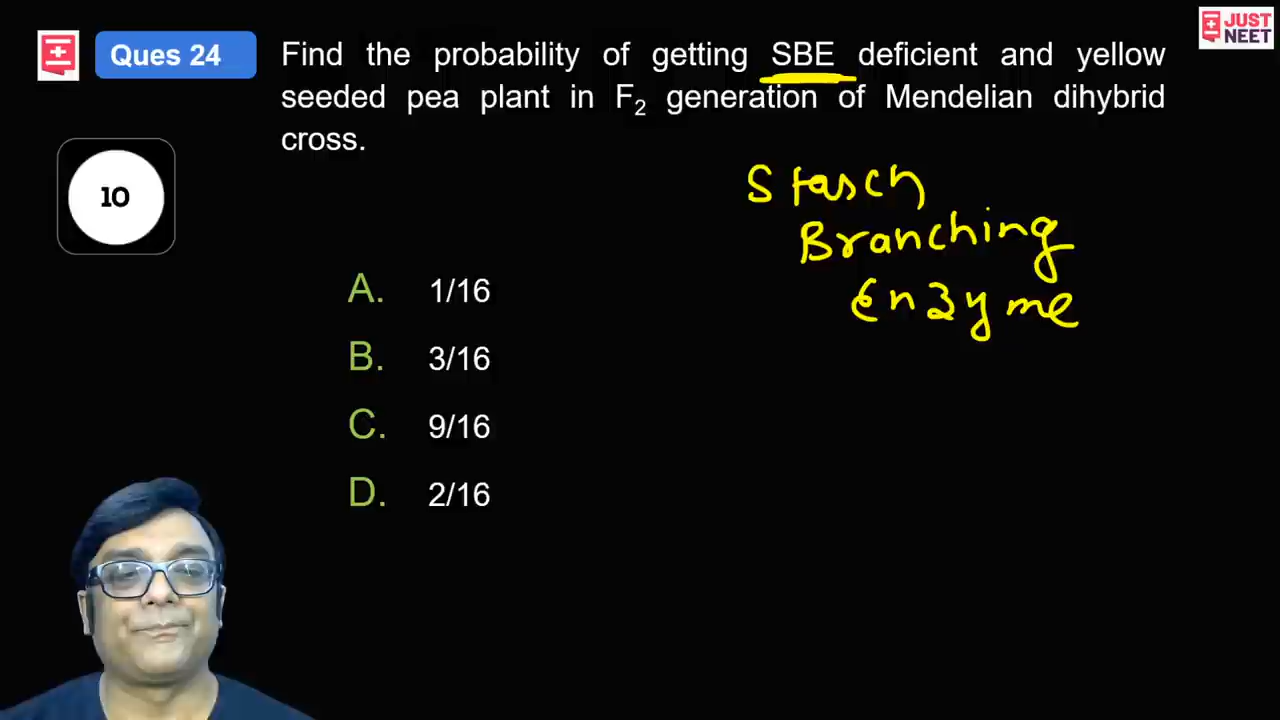 JUST
NEET
Ques 24
Find the probability of getting SBE deficient and yellow
seeded pea plant in F2 generation of Mendelian dihybrid
cross.
10
Starch
Branching
Enzyme
A. 1/16
B. 3/16
C. 9/16
D. 2/16